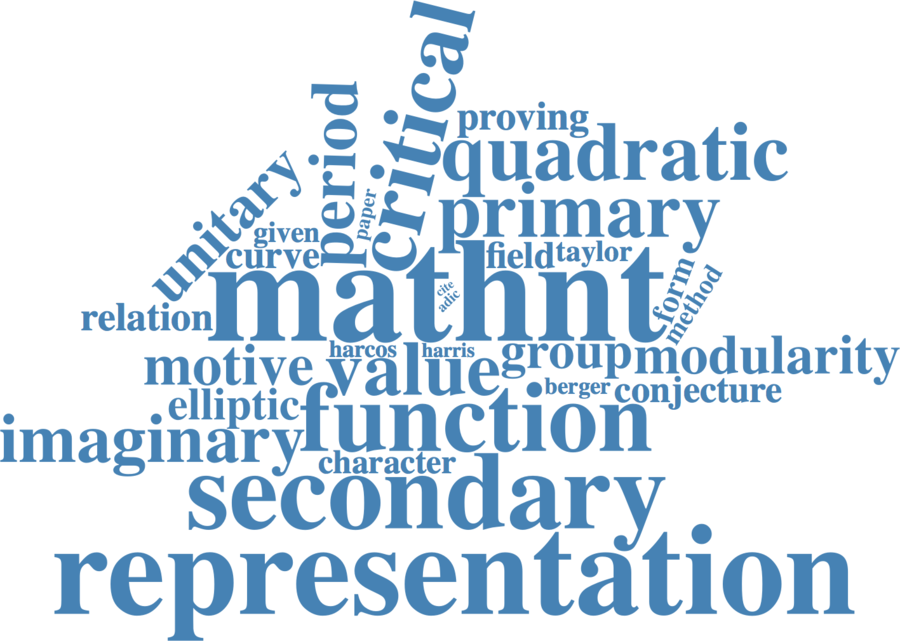 critical
proving
period
quadratic
unitary
paper
primary
given
curve
field
taylor
form
method
mathnt
cite
adic
relation
harcos
harris
group
modularity
motive
value
berger
conjecture
elliptic
function
imaginary
character
secondary
representation